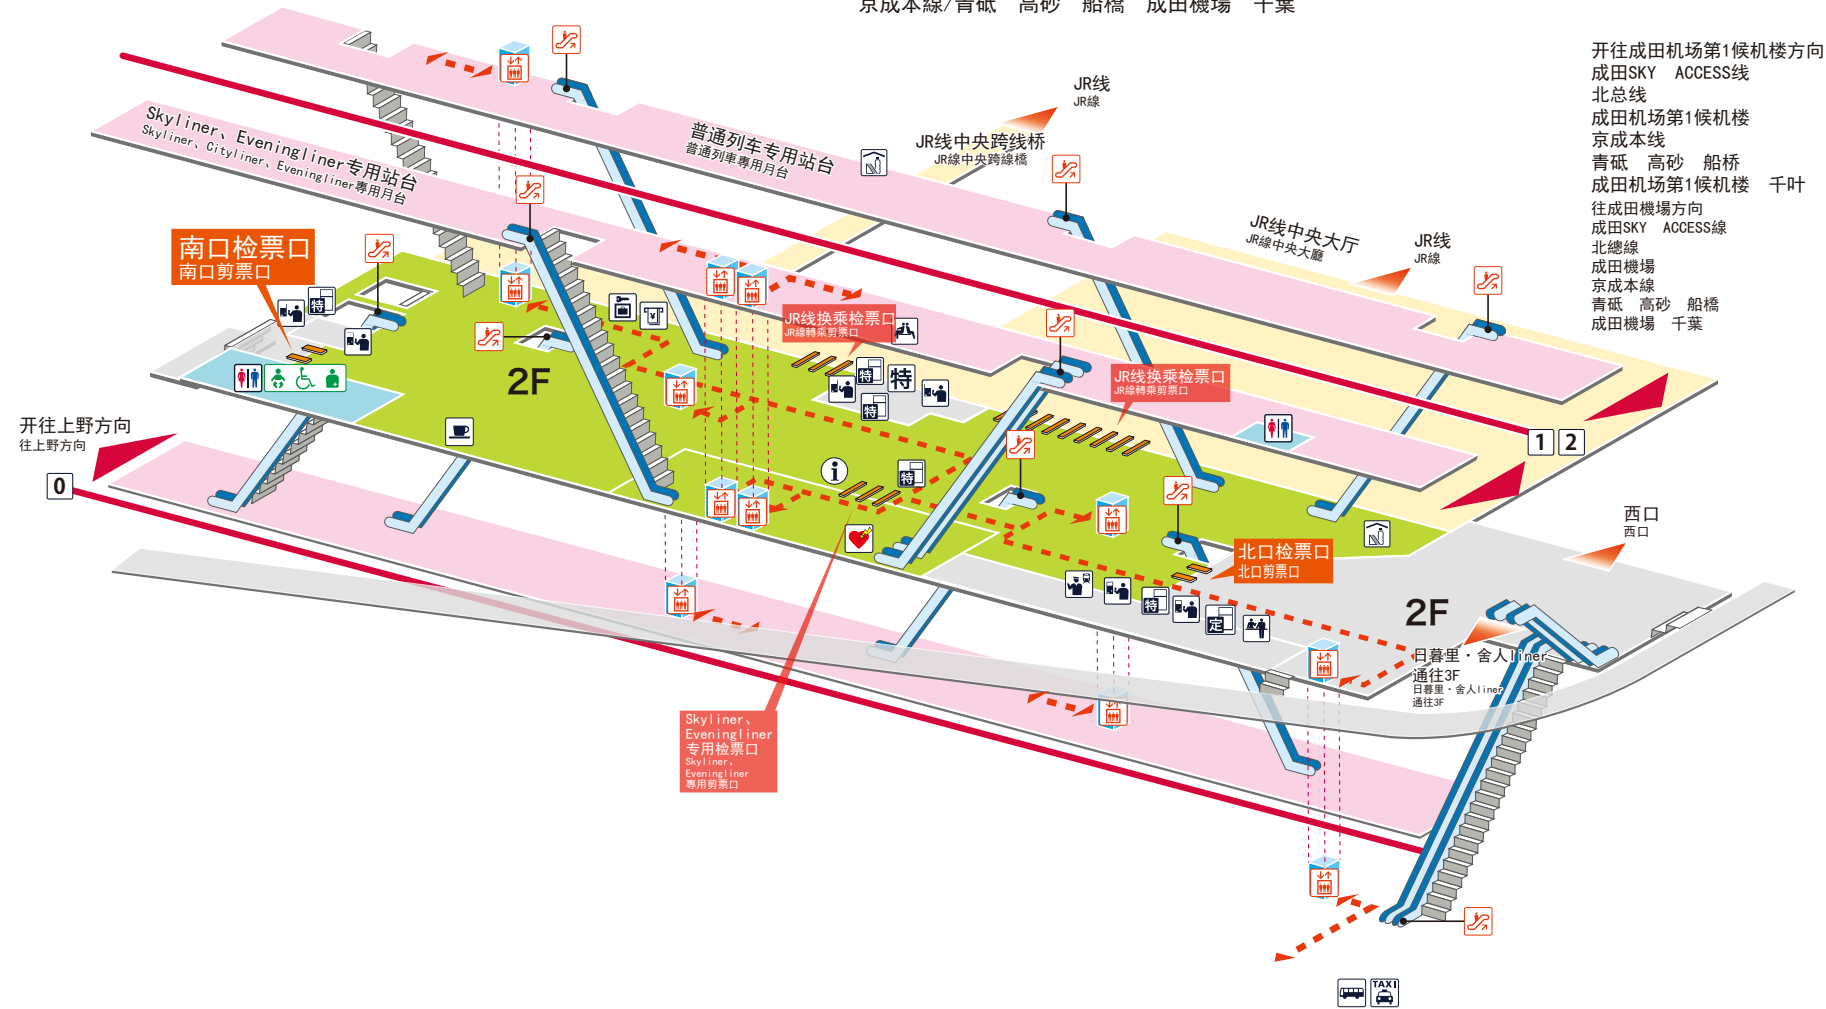 京成本線/青砥　高砂　船橋　成田機場　千葉
开往成田机场第1候机楼方向
成田SKY　ACCESS线
北总线
成田机场第1候机楼
京成本线
青砥　高砂　船桥
成田机场第1候机楼　千叶
往成田機場方向
成田SKY　ACCESS線
北總線
成田機場
京成本線
青砥　高砂　船橋
成田機場　千葉
JR线
JR線
JR线中央跨线桥
JR線中央跨線橋
普通列车专用站台
普通列車專用月台
Skyliner、Eveningliner专用站台
Skyliner、Cityliner、Eveningliner專用月台
JR线中央大厅
JR線中央大廳
JR线
JR線
南口检票口
南口剪票口
特
JR线换乘检票口
JR線轉乘剪票口
特
特
特
2F
JR线换乘检票口
JR線轉乘剪票口
开往上野方向
往上野方向
0
1 2
i
特
西口
西口
北口检票口
北口剪票口
特
定
2F
日暮里・舍人liner
通往3F
日暮里・舍人liner
通往3F
Skyliner、
Eveningliner
专用检票口
Skyliner、
Eveningliner
專用剪票口
TAXI